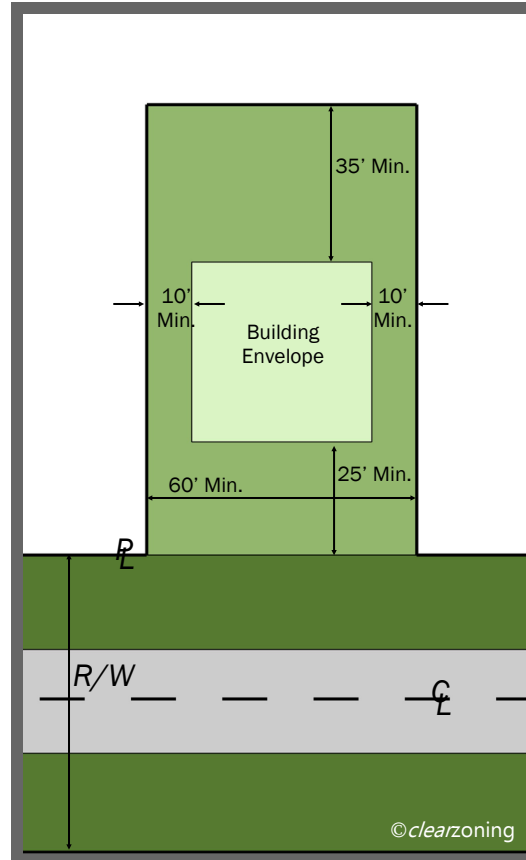 35' Min.
10'
Min.
10'
Min.
Building
Envelope
60' Min.
25' Min.
PL
R/W
CL
©clearzoning